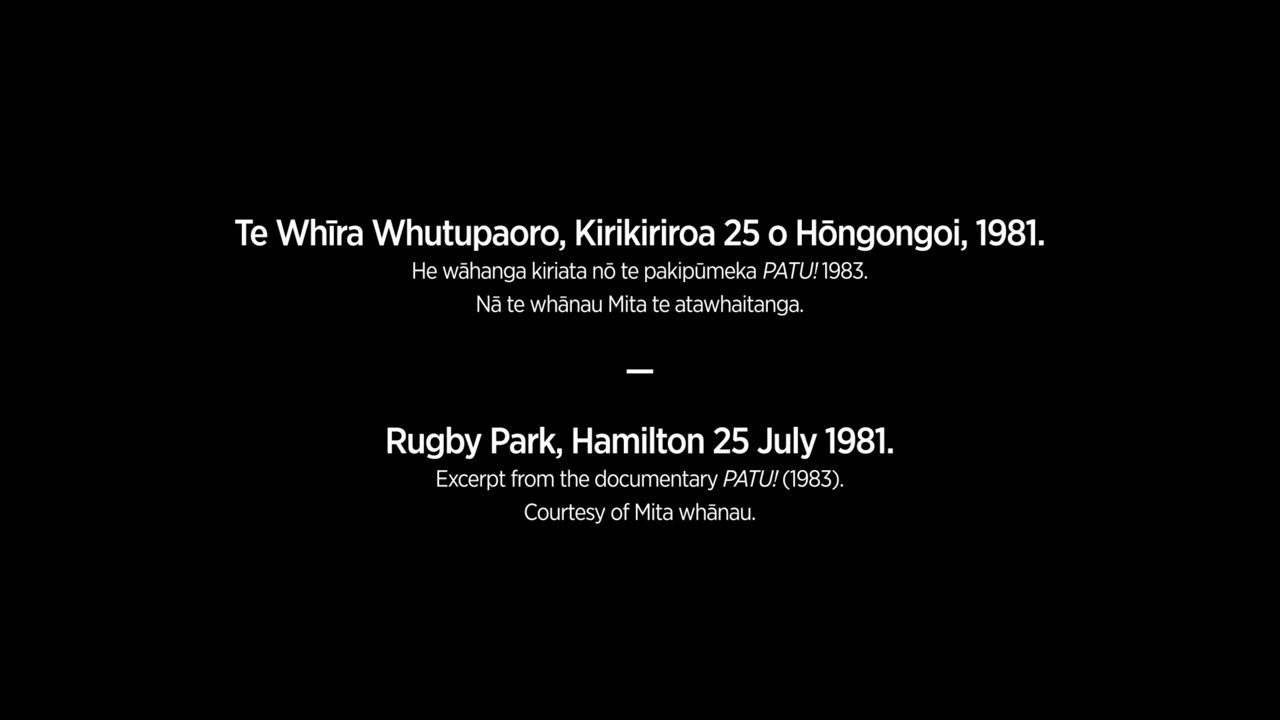 Te Whīra Whutupaoro, Kirikiriroa 25 o Hōngongoi, 1981.
He wāhanga kiriata nō te pakipūmeka PATU! 1983.
Nā te whānau Mita te atawhaitanga.
—
Rugby Park, Hamilton 25 July 1981.
Excerpt from the documentary PATU! (1983).
Courtesy of Mita whānau.